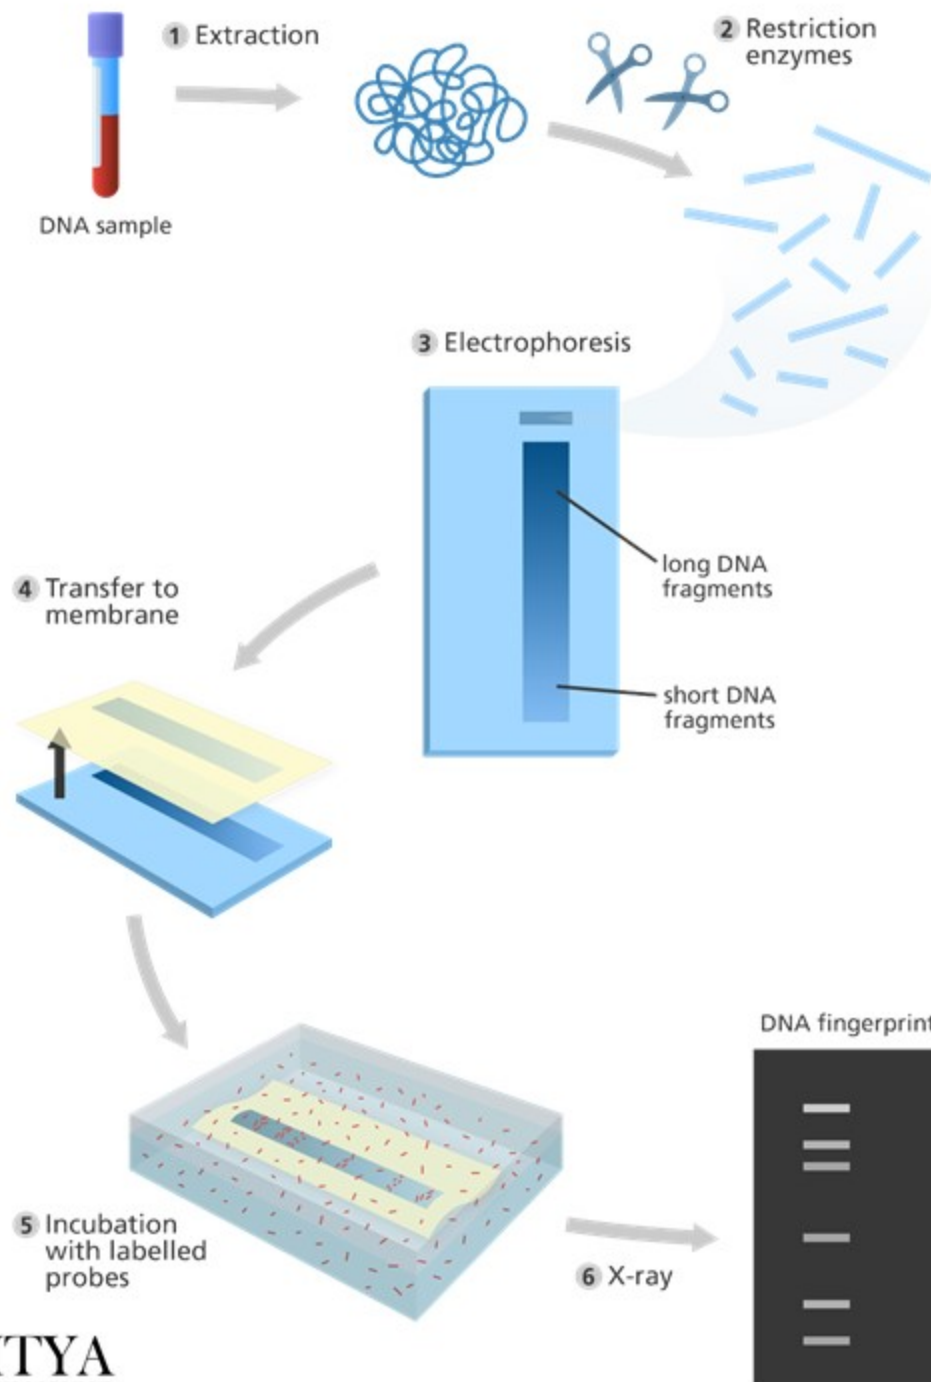 1 Extraction
2 Restriction
enzymes
DNA sample
3 Electrophoresis
long DNA
fragments
short DNA
fragments
4 Transfer to
membrane
DNA fingerprint
5 Incubation
with labelled
probes
6 X-ray
ITYA